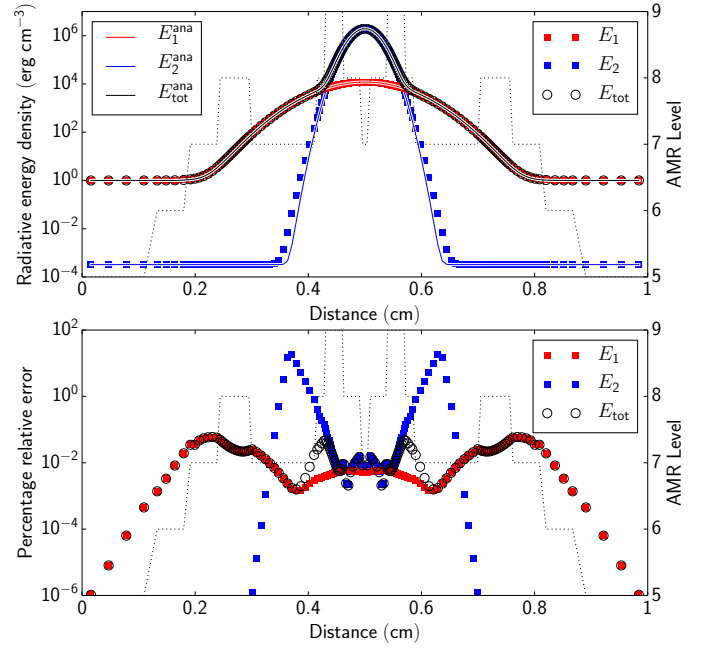 Radiative energy density (erg cm⁻³)
10⁶
10⁴
10²
10⁰
10⁻²
10⁻⁴
E₁ᵃⁿᵃ
E₂ᵃⁿᵃ
Eₜₒₜᵃⁿᵃ
E₁
E₂
Eₜₒₜ
9
8
7
6
5
AMR Level
0 0.2 0.4 0.6 0.8 1
Distance (cm)
Percentage relative error
10²
10⁰
10⁻²
10⁻⁴
10⁻⁶
E₁
E₂
Eₜₒₜ
9
8
7
6
5
AMR Level
0 0.2 0.4 0.6 0.8 1
Distance (cm)